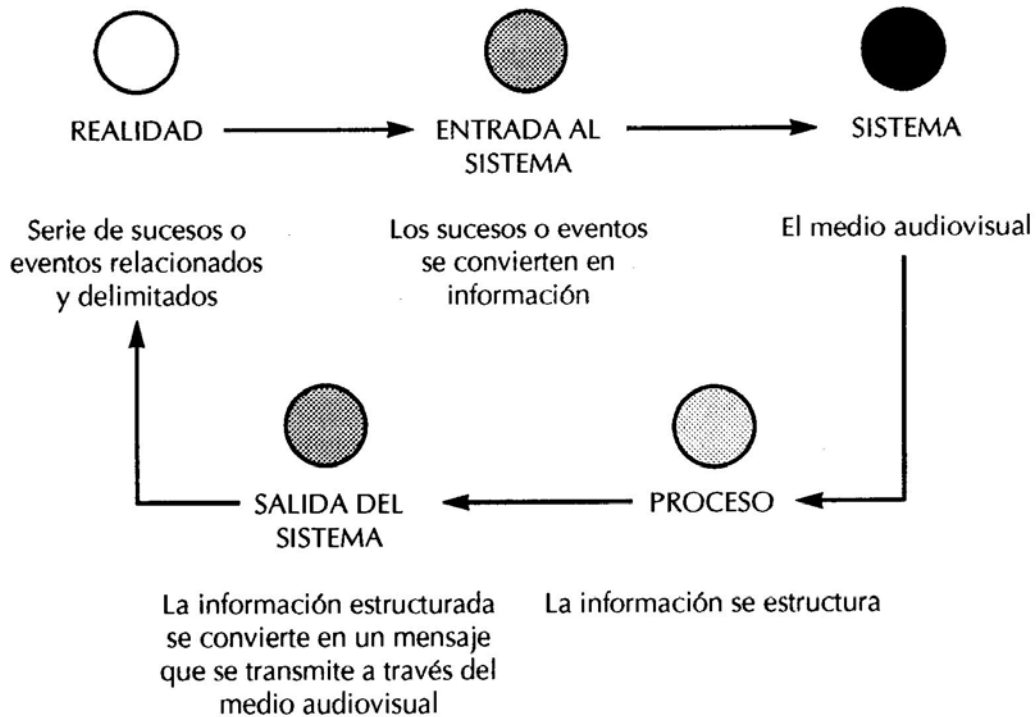 REALIDAD
ENTRADA AL
SISTEMA
SISTEMA
Serie de sucesos o
eventos relacionados
y delimitados
Los sucesos o eventos
se convierten en
información
El medio audiovisual
SALIDA DEL
SISTEMA
PROCESO
La información estructurada
se convierte en un mensaje
que se transmite a través del
medio audiovisual
La información se estructura